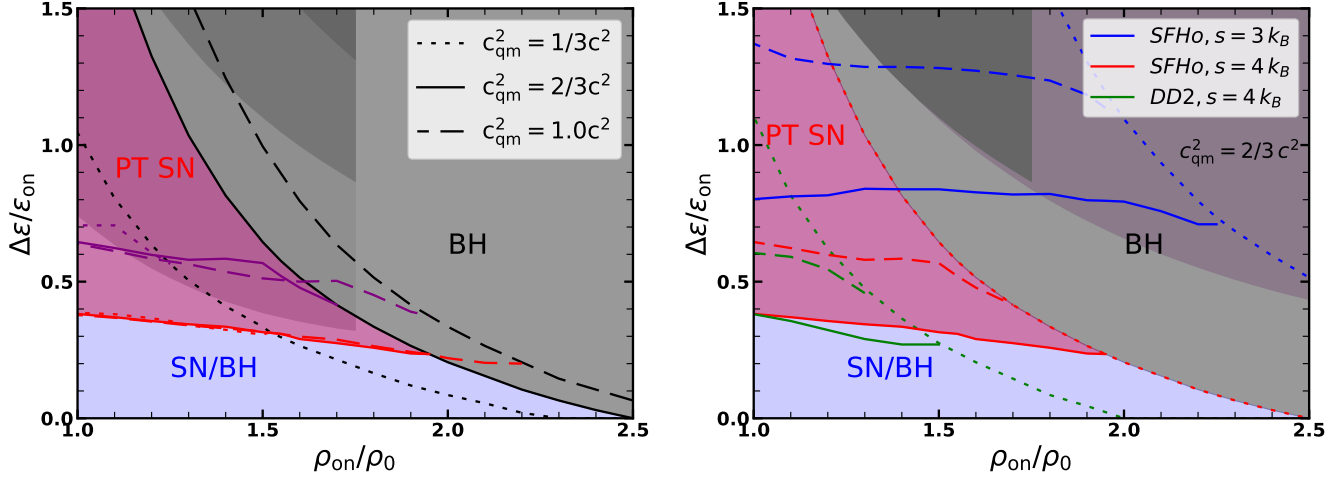 1.5
1.0
0.5
0.0
Δε/ε_on
1.0 1.5 2.0 2.5
ρ_on/ρ_0
c²_qm = 1/3c²
c²_qm = 2/3c²
c²_qm = 1.0c²
PT SN
BH
SN/BH
1.5
1.0
0.5
0.0
Δε/ε_on
1.0 1.5 2.0 2.5
ρ_on/ρ_0
SFHo, s = 3 k_B
SFHo, s = 4 k_B
DD2, s = 4 k_B
c²_qm = 2/3 c²
PT SN
BH
SN/BH